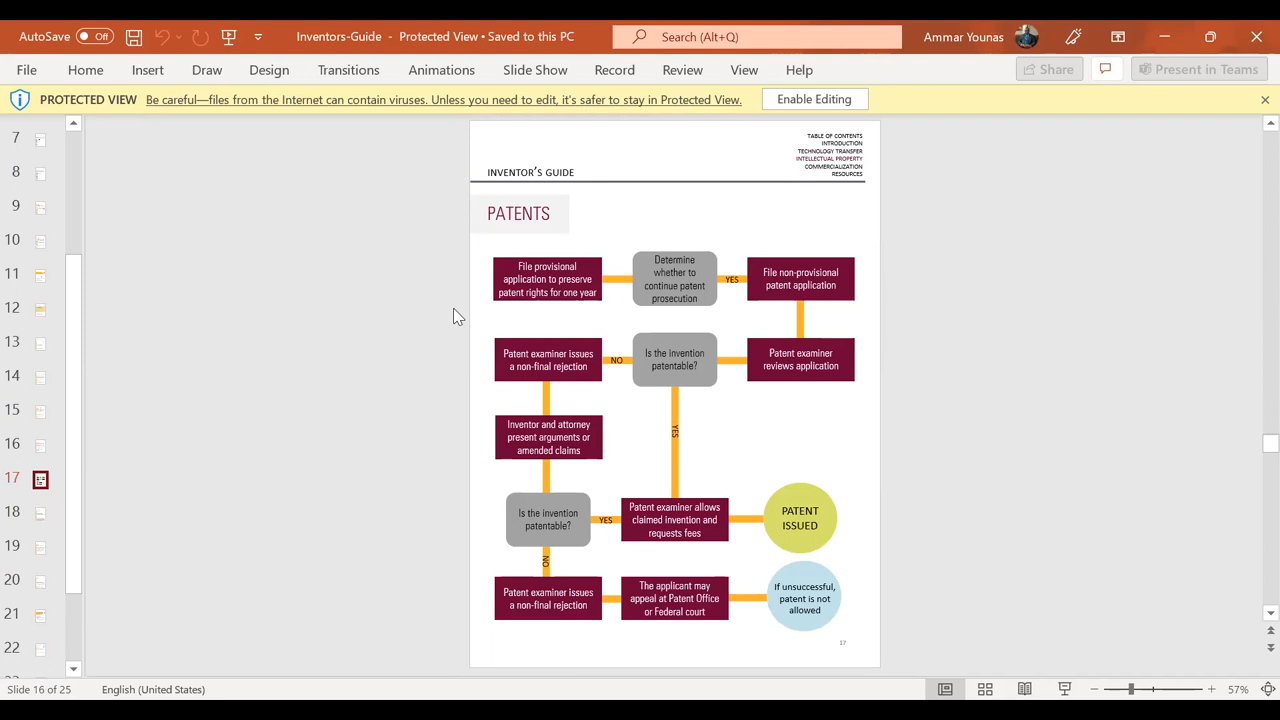 AutoSave Off Inventors-Guide - Protected View • Saved to this PC Search (Alt+Q) Ammar Younas
File Home Insert Draw Design Transitions Animations Slide Show Record Review View Help Share Present in Teams
PROTECTED VIEW Be careful—files from the Internet can contain viruses. Unless you need to edit, it's safer to stay in Protected View. Enable Editing
7
8
9
10
11
12
13
14
15
16
17
18
19
20
21
22
TABLE OF CONTENTS
INTRODUCTION
TECHNOLOGY TRANSFER
INTELLECTUAL PROPERTY
COMMERCIALIZATION
RESOURCES
INVENTOR'S GUIDE
PATENTS
File provisional
application to preserve
patent rights for one year
Determine
whether to
continue patent
prosecution
YES
File non-provisional
patent application
Patent examiner
reviews application
Is the invention
patentable?
NO
Patent examiner issues
a non-final rejection
YES
Inventor and attorney
present arguments or
amended claims
Is the invention
patentable?
YES
Patent examiner allows
claimed invention and
requests fees
PATENT
ISSUED
NO
Patent examiner issues
a non-final rejection
The applicant may
appeal at Patent Office
or Federal court
If unsuccessful,
patent is not
allowed
17
Slide 16 of 25 English (United States) 57%